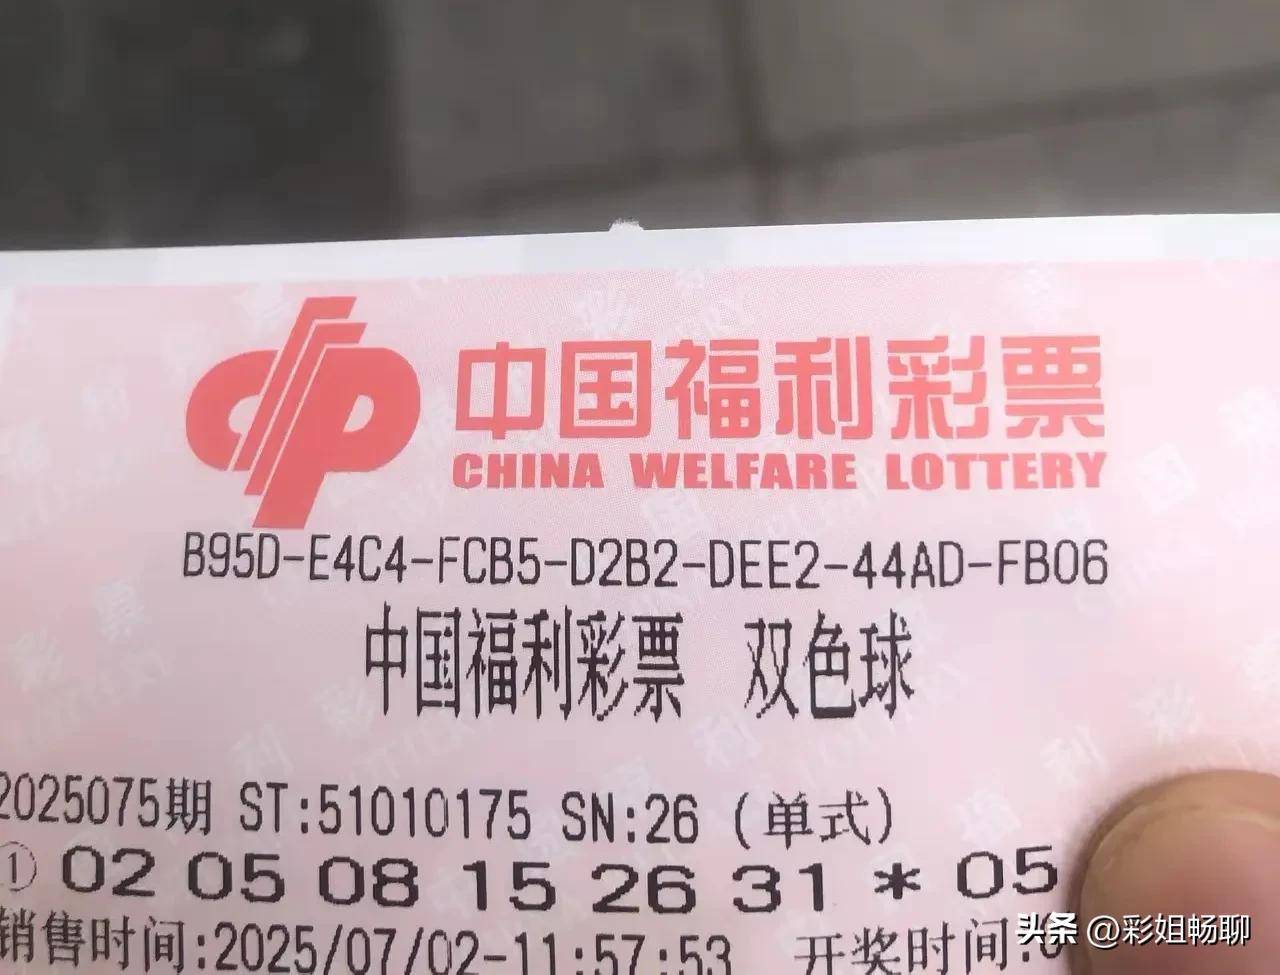 中国福利彩票
CHINA WELFARE LOTTERY
B95D-E4C4-FCB5-D2B2-DEE2-44AD-FB06
中国福利彩票 双色球
2025075期 ST:51010175 SN:26 (单式)
① 02 05 08 15 26 31 * 05
销售时间:2025/07/02-11:57:53 开奖时间:
头条 @彩姐畅聊